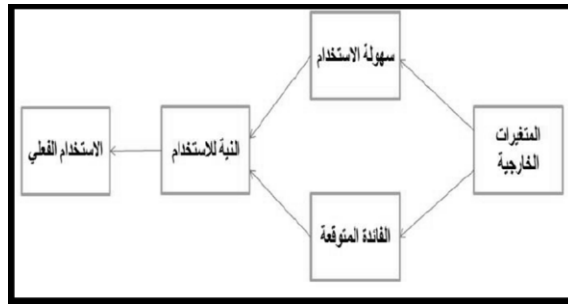 سهولة الاستخدام
المتغيرات
الخارجية
النية للاستخدام
الاستخدام الفعلي
الفائدة المتوقعة